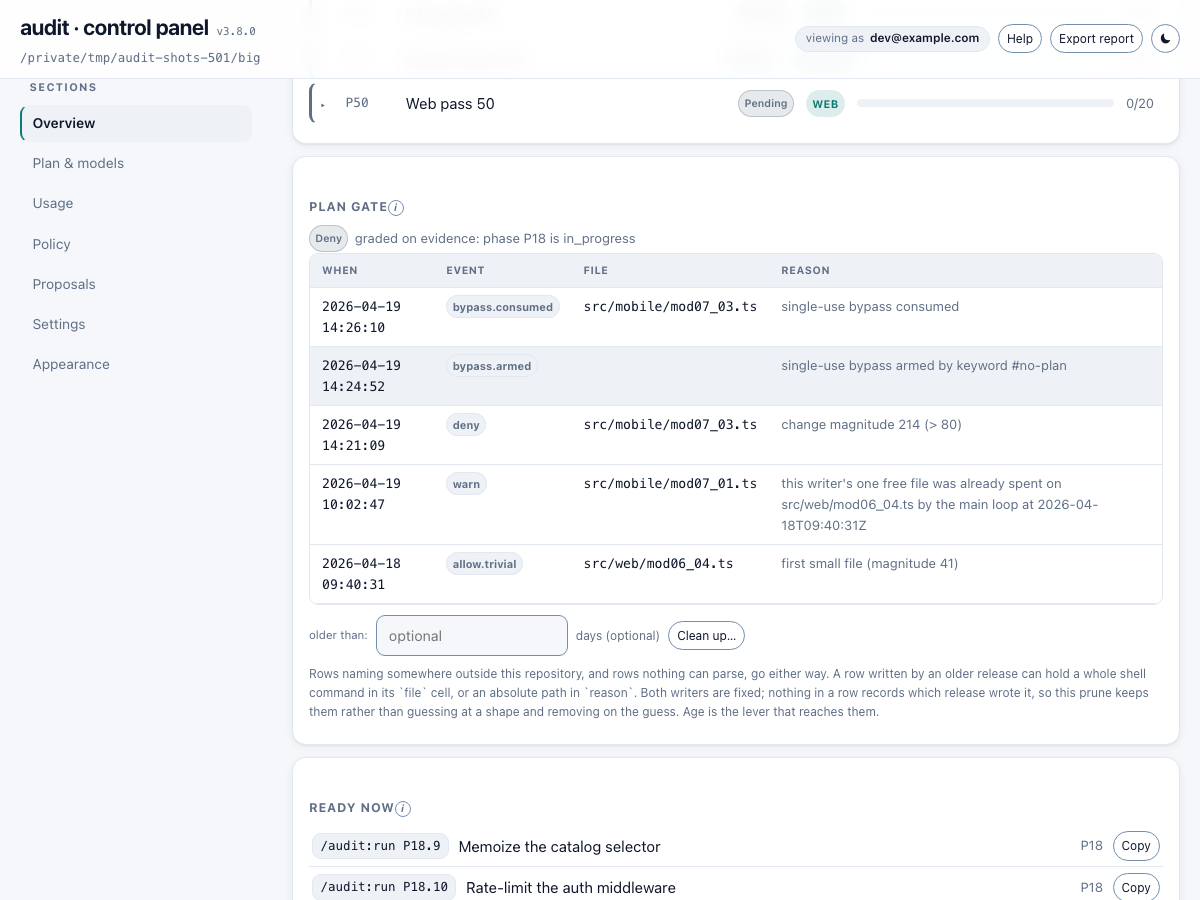 audit · control panel v3.8.0
/private/tmp/audit-shots-501/big
viewing as dev@example.com
Help
Export report
SECTIONS
Overview
Plan & models
Usage
Policy
Proposals
Settings
Appearance
P50 Web pass 50 Pending WEB 0/20
PLAN GATE i
Deny graded on evidence: phase P18 is in_progress
WHEN EVENT FILE REASON
2026-04-19 bypass.consumed src/mobile/mod07_03.ts single-use bypass consumed
14:26:10
2026-04-19 bypass.armed single-use bypass armed by keyword #no-plan
14:24:52
2026-04-19 deny src/mobile/mod07_03.ts change magnitude 214 (> 80)
14:21:09
2026-04-19 warn src/mobile/mod07_01.ts this writer's one free file was already spent on
10:02:47 src/web/mod06_04.ts by the main loop at 2026-04-
18T09:40:31Z
2026-04-18 allow.trivial src/web/mod06_04.ts first small file (magnitude 41)
09:40:31
older than: optional days (optional) Clean up…
Rows naming somewhere outside this repository, and rows nothing can parse, go either way. A row written by an older release can hold a whole shell
command in its `file` cell, or an absolute path in `reason`. Both writers are fixed; nothing in a row records which release wrote it, so this prune keeps
them rather than guessing at a shape and removing on the guess. Age is the lever that reaches them.
READY NOW i
/audit:run P18.9 Memoize the catalog selector P18 Copy
/audit:run P18.10 Rate-limit the auth middleware P18 Copy